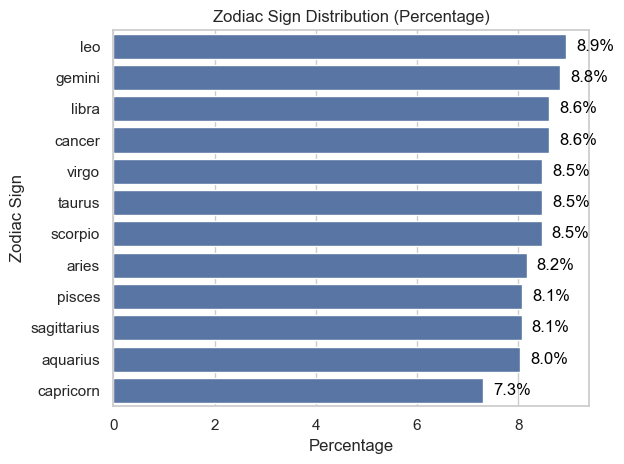 Zodiac Sign Distribution (Percentage)
leo 8.9%
gemini 8.8%
libra 8.6%
cancer 8.6%
virgo 8.5%
taurus 8.5%
scorpio 8.5%
aries 8.2%
pisces 8.1%
sagittarius 8.1%
aquarius 8.0%
capricorn 7.3%
Zodiac Sign
0 2 4 6 8
Percentage